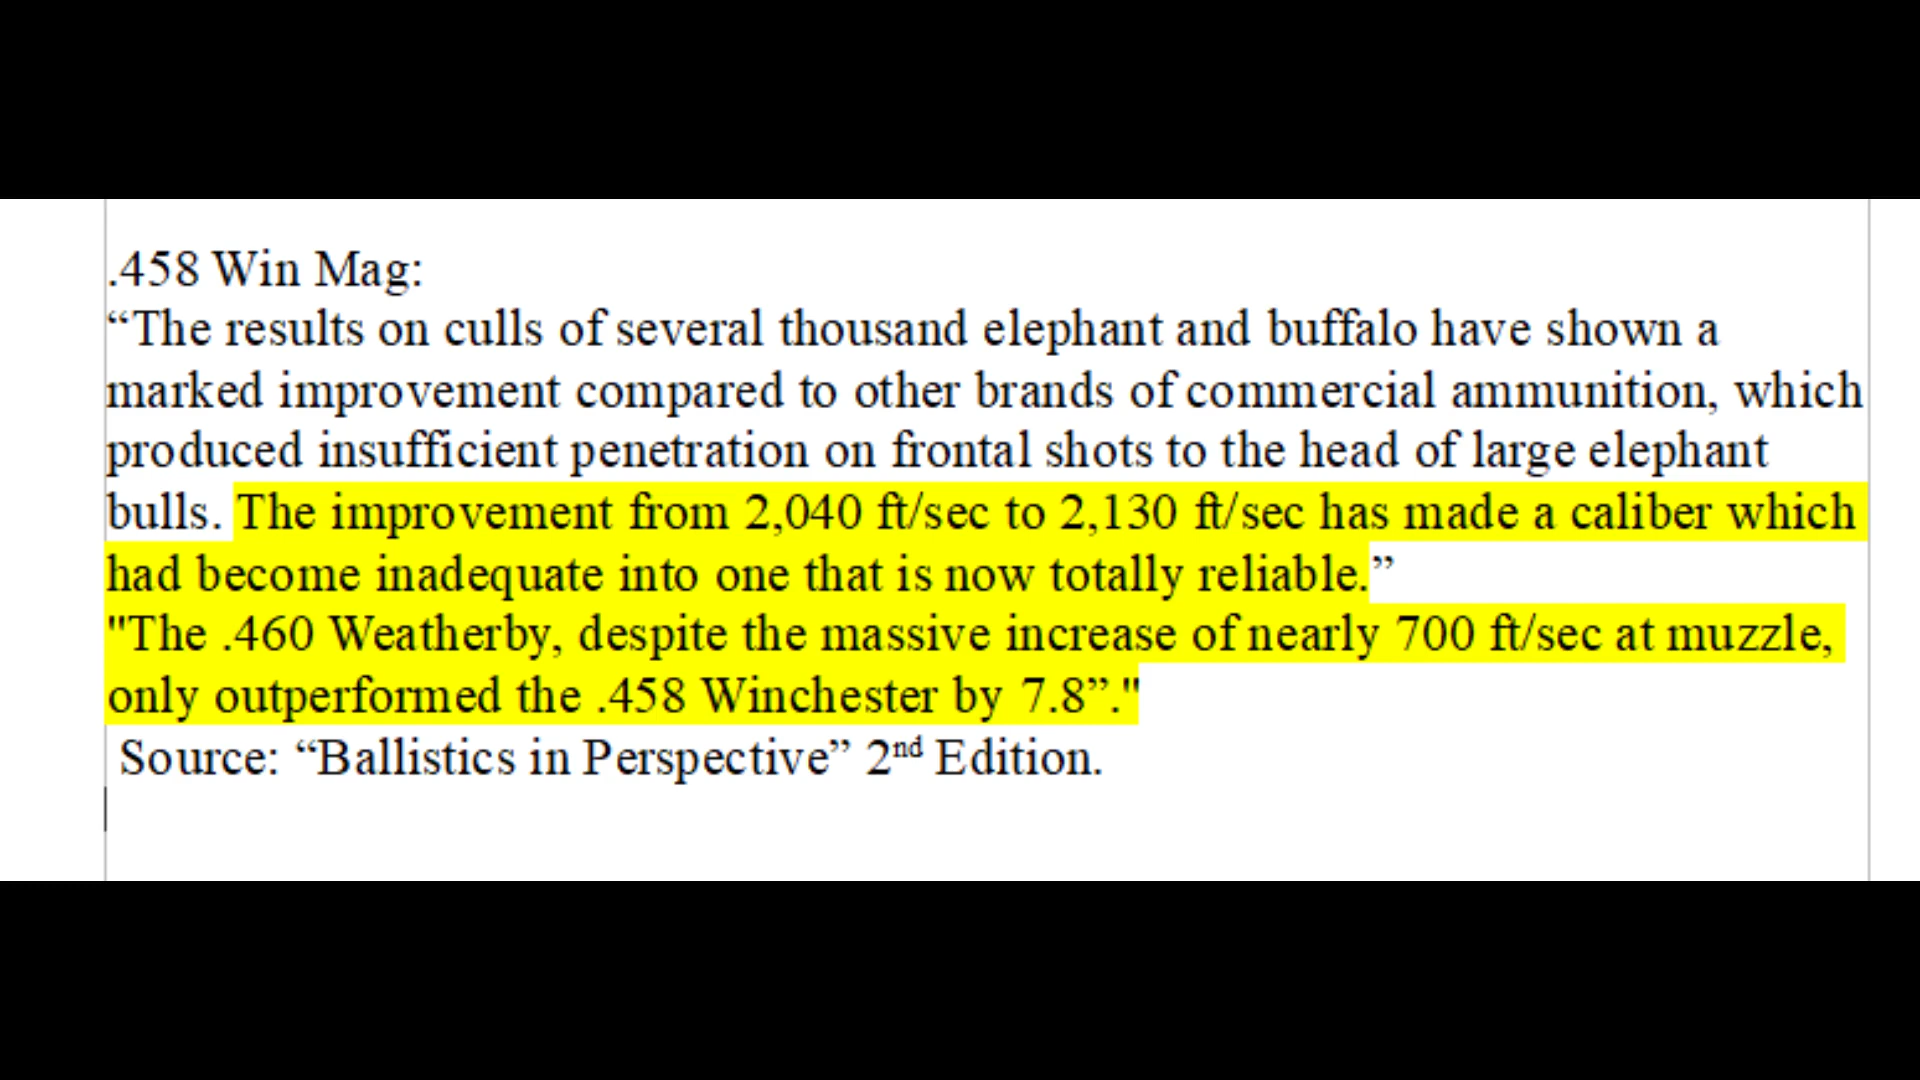 .458 Win Mag:
“The results on culls of several thousand elephant and buffalo have shown a
marked improvement compared to other brands of commercial ammunition, which
produced insufficient penetration on frontal shots to the head of large elephant
bulls. The improvement from 2,040 ft/sec to 2,130 ft/sec has made a caliber which
had become inadequate into one that is now totally reliable.”
"The .460 Weatherby, despite the massive increase of nearly 700 ft/sec at muzzle,
only outperformed the .458 Winchester by 7.8”."
Source: “Ballistics in Perspective” 2nd Edition.